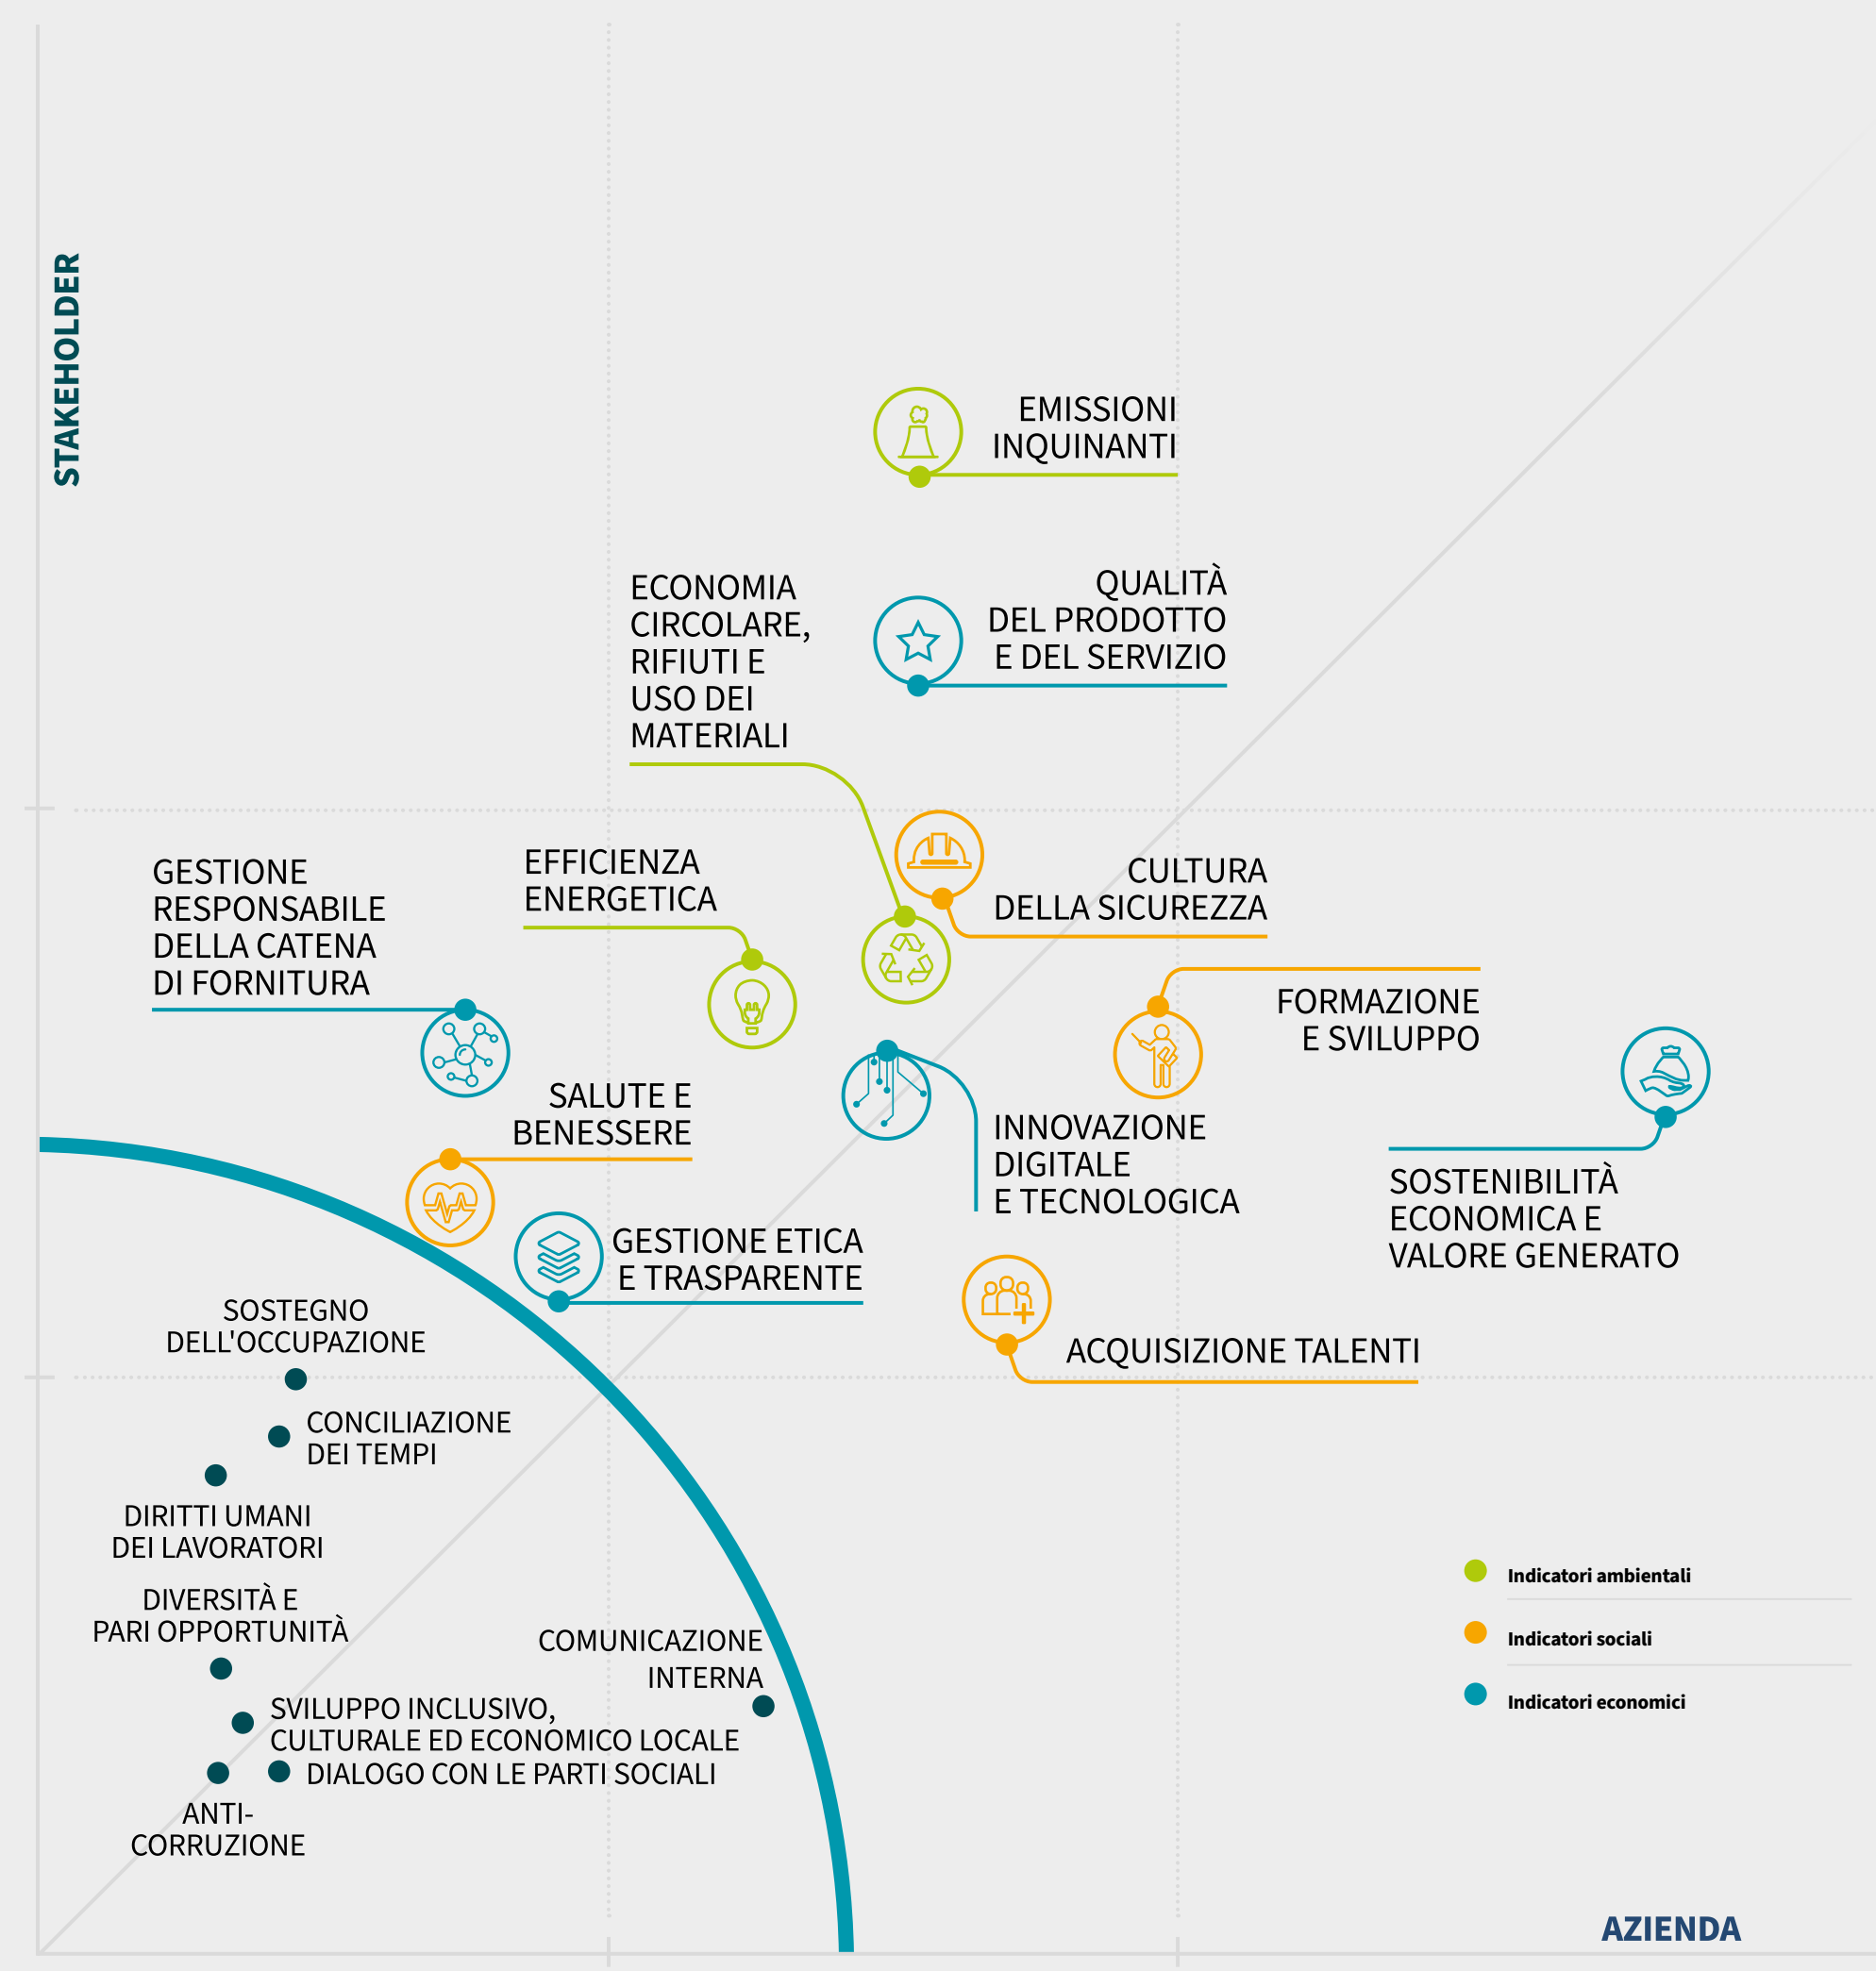 STAKEHOLDER
EMISSIONI
INQUINANTI
QUALITÀ
DEL PRODOTTO
E DEL SERVIZIO
ECONOMIA
CIRCOLARE,
RIFIUTI E
USO DEI
MATERIALI
GESTIONE
RESPONSABILE
DELLA CATENA
DI FORNITURA
EFFICIENZA
ENERGETICA
CULTURA
DELLA SICUREZZA
FORMAZIONE
E SVILUPPO
SALUTE E
BENESSERE
INNOVAZIONE
DIGITALE
E TECNOLOGICA
SOSTENIBILITÀ
ECONOMICA E
VALORE GENERATO
GESTIONE ETICA
E TRASPARENTE
ACQUISIZIONE TALENTI
SOSTEGNO
DELL'OCCUPAZIONE
CONCILIAZIONE
DEI TEMPI
DIRITTI UMANI
DEI LAVORATORI
DIVERSITÀ E
PARI OPPORTUNITÀ
COMUNICAZIONE
INTERNA
SVILUPPO INCLUSIVO,
CULTURALE ED ECONOMICO LOCALE
DIALOGO CON LE PARTI SOCIALI
ANTI-
CORRUZIONE
Indicatori ambientali
Indicatori sociali
Indicatori economici
AZIENDA